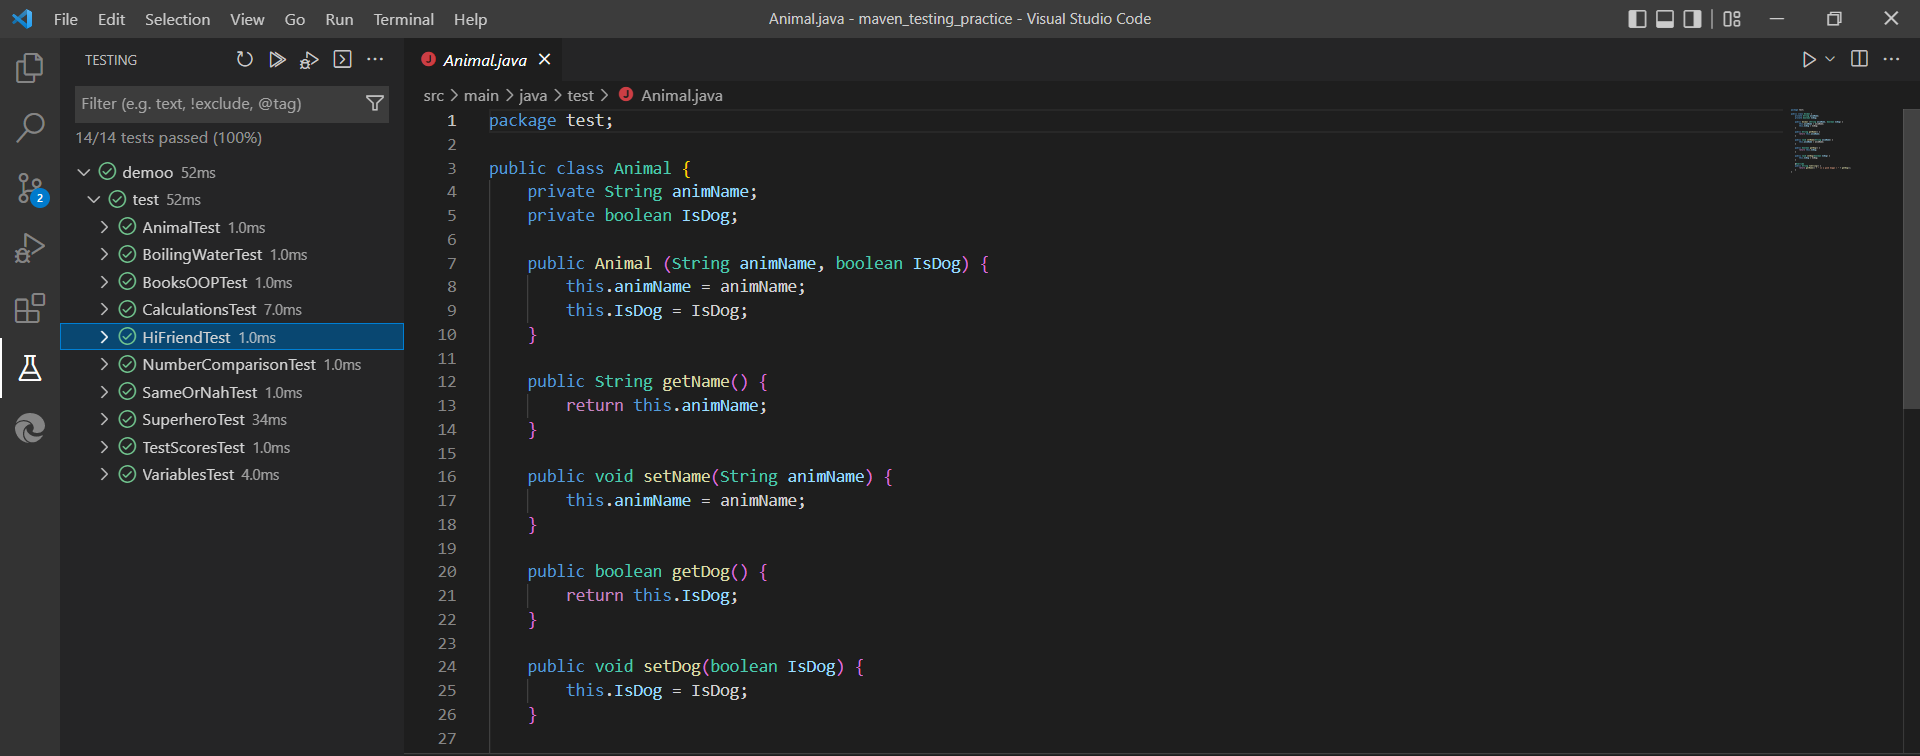 File Edit Selection View Go Run Terminal Help
Animal.java - maven_testing_practice - Visual Studio Code
TESTING
Filter (e.g. text, !exclude, @tag)
14/14 tests passed (100%)
demoo 52ms
test 52ms
AnimalTest 1.0ms
BoilingWaterTest 1.0ms
BooksOOPTest 1.0ms
CalculationsTest 7.0ms
HiFriendTest 1.0ms
NumberComparisonTest 1.0ms
SameOrNahTest 1.0ms
SuperheroTest 34ms
TestScoresTest 1.0ms
VariablesTest 4.0ms
2
J Animal.java
src > main > java > test > J Animal.java
1 package test;
2
3 public class Animal {
4     private String animName;
5     private boolean IsDog;
6
7     public Animal (String animName, boolean IsDog) {
8         this.animName = animName;
9         this.IsDog = IsDog;
10     }
11
12     public String getName() {
13         return this.animName;
14     }
15
16     public void setName(String animName) {
17         this.animName = animName;
18     }
19
20     public boolean getDog() {
21         return this.IsDog;
22     }
23
24     public void setDog(boolean IsDog) {
25         this.IsDog = IsDog;
26     }
27